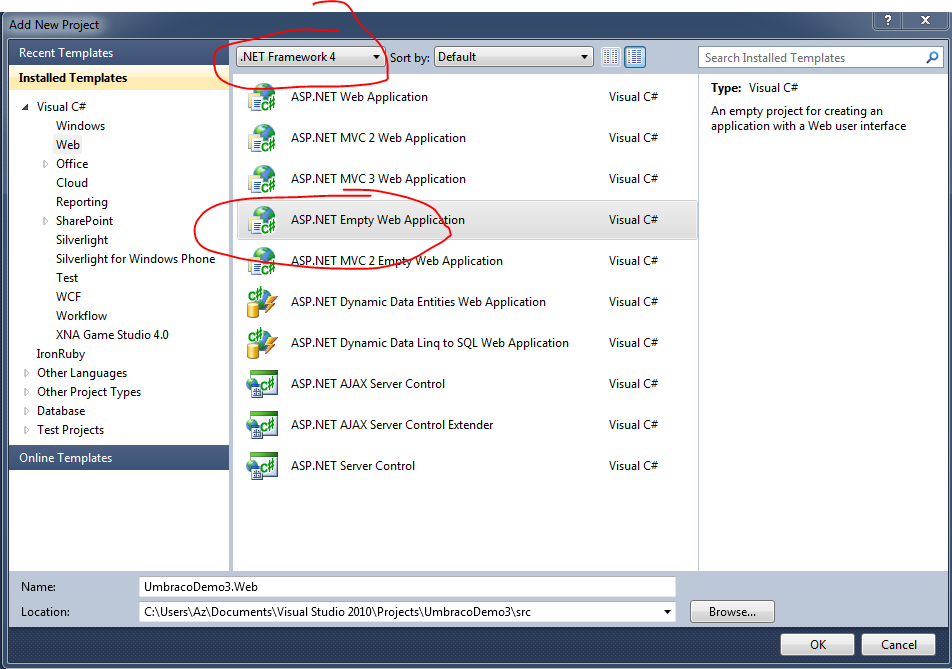 Add New Project
?
X
Recent Templates
Installed Templates
Visual C#
Windows
Web
Office
Cloud
Reporting
SharePoint
Silverlight
Silverlight for Windows Phone
Test
WCF
Workflow
XNA Game Studio 4.0
IronRuby
Other Languages
Other Project Types
Database
Test Projects
Online Templates
.NET Framework 4
Sort by: Default
ASP.NET Web Application Visual C#
ASP.NET MVC 2 Web Application Visual C#
ASP.NET MVC 3 Web Application Visual C#
ASP.NET Empty Web Application Visual C#
ASP.NET MVC 2 Empty Web Application Visual C#
ASP.NET Dynamic Data Entities Web Application Visual C#
ASP.NET Dynamic Data Linq to SQL Web Application Visual C#
ASP.NET AJAX Server Control Visual C#
ASP.NET AJAX Server Control Extender Visual C#
ASP.NET Server Control Visual C#
Search Installed Templates
Type: Visual C#
An empty project for creating an
application with a Web user interface
Name: UmbracoDemo3.Web
Location: C:\Users\Az\Documents\Visual Studio 2010\Projects\UmbracoDemo3\src
Browse...
OK
Cancel